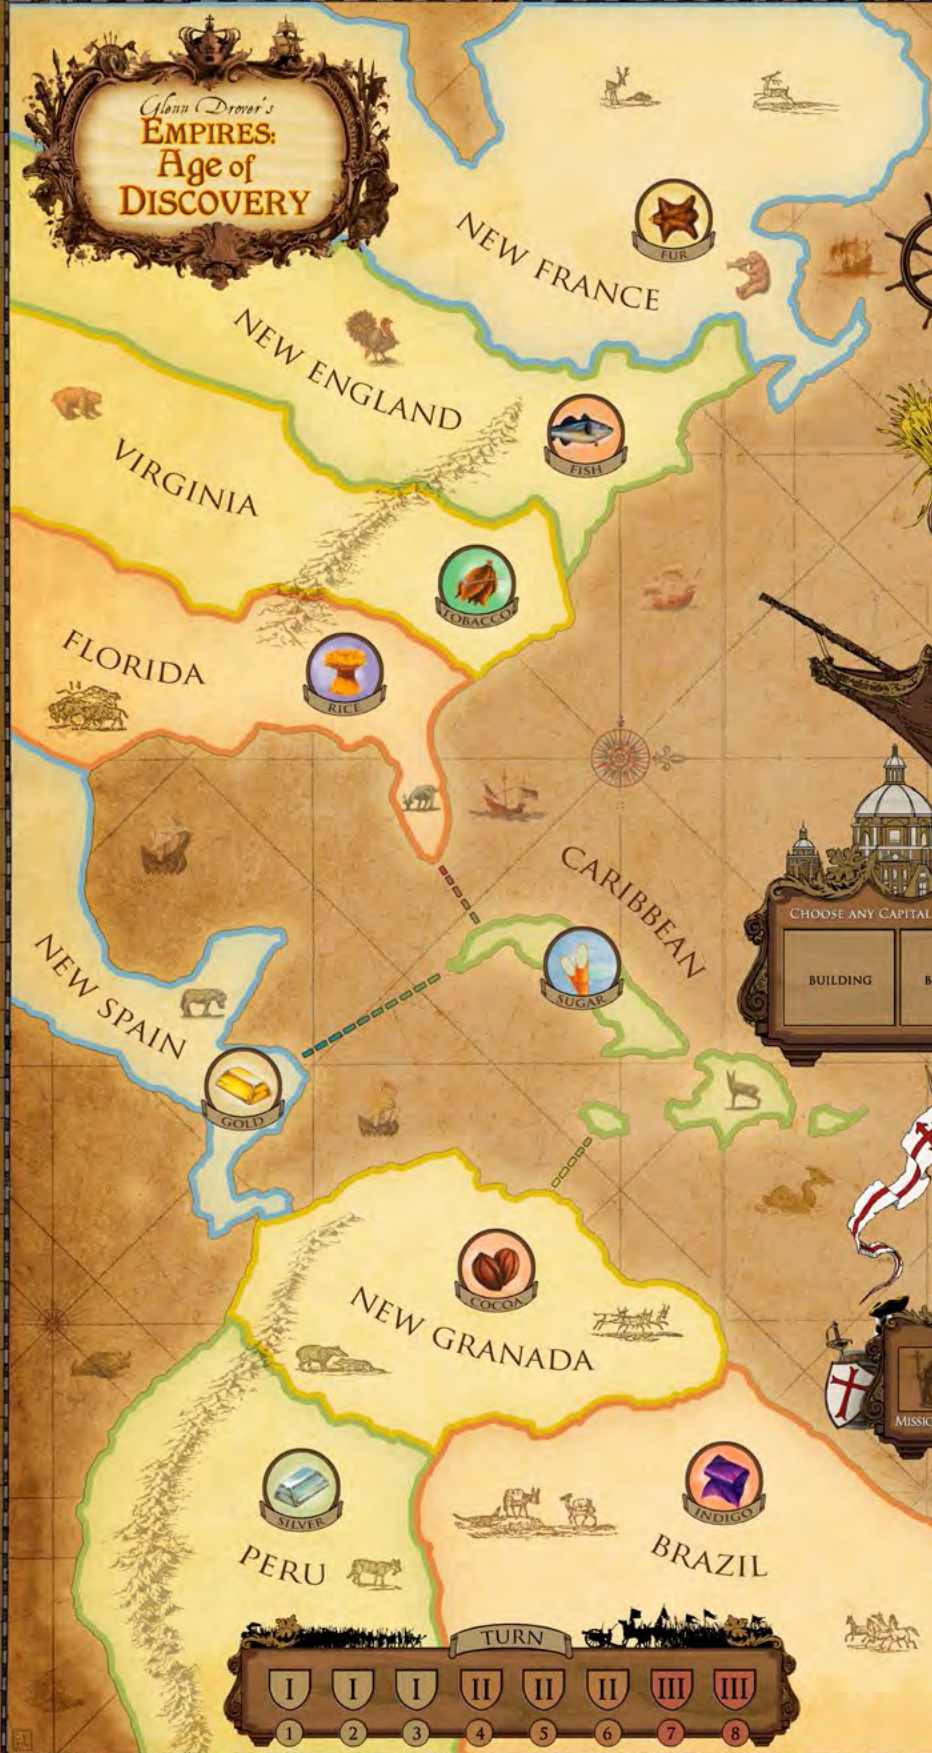 Glenn Drover's
EMPIRES:
Age of
DISCOVERY
NEW FRANCE
FUR
NEW ENGLAND
FISH
VIRGINIA
TOBACCO
FLORIDA
RICE
CARIBBEAN
SUGAR
CHOOSE ANY CAPITAL
BUILDING
B
NEW SPAIN
GOLD
COCOA
NEW GRANADA
MISSIO
SILVER
PERU
INDIGO
BRAZIL
TURN
I I I II II II III III
1 2 3 4 5 6 7 8